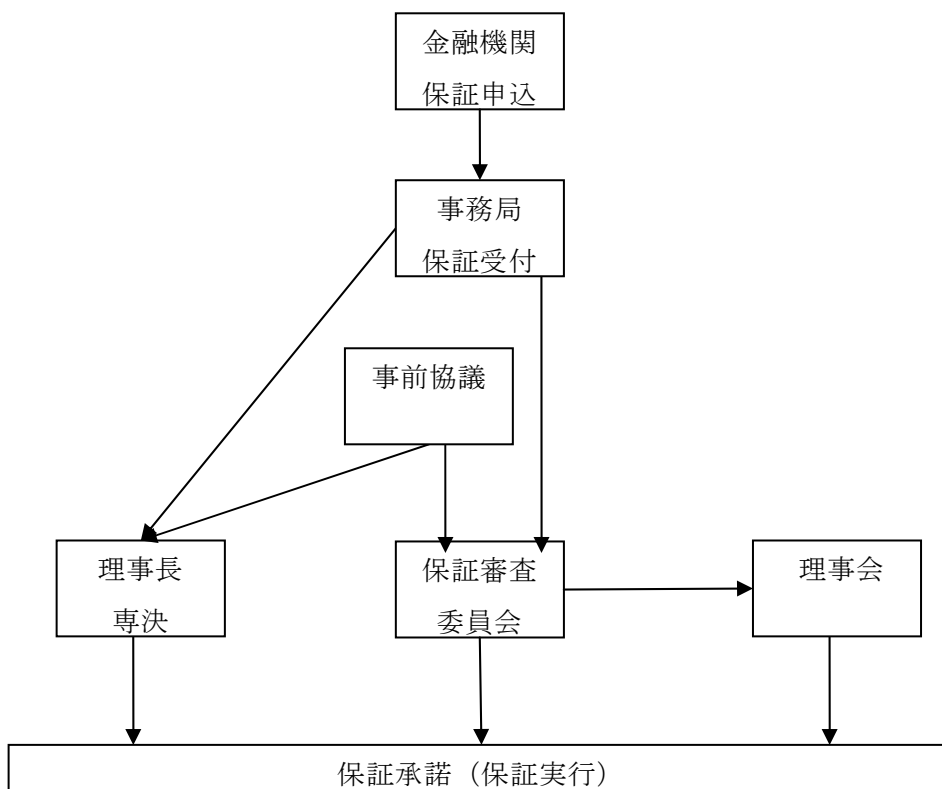 金融機関
保証申込
事務局
保証受付
事前協議
理事長
専決
保証審査
委員会
理事会
保証承諾（保証実行）